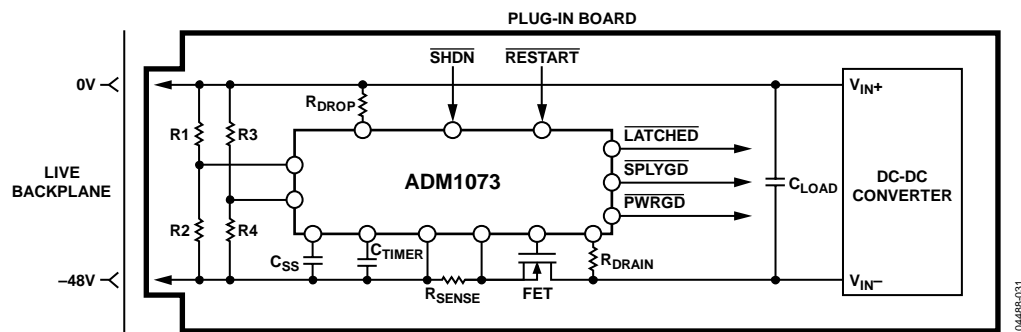 PLUG-IN BOARD
SHDN
RESTART
0V
VIN+
RDROP
R1
R3
LATCHED
LIVE
BACKPLANE
ADM1073
SPLYGD
CLOAD
DC-DC
CONVERTER
PWRGD
R2
R4
CSS
CTIMER
RDRAIN
–48V
RSENSE
FET
VIN–
04488-031